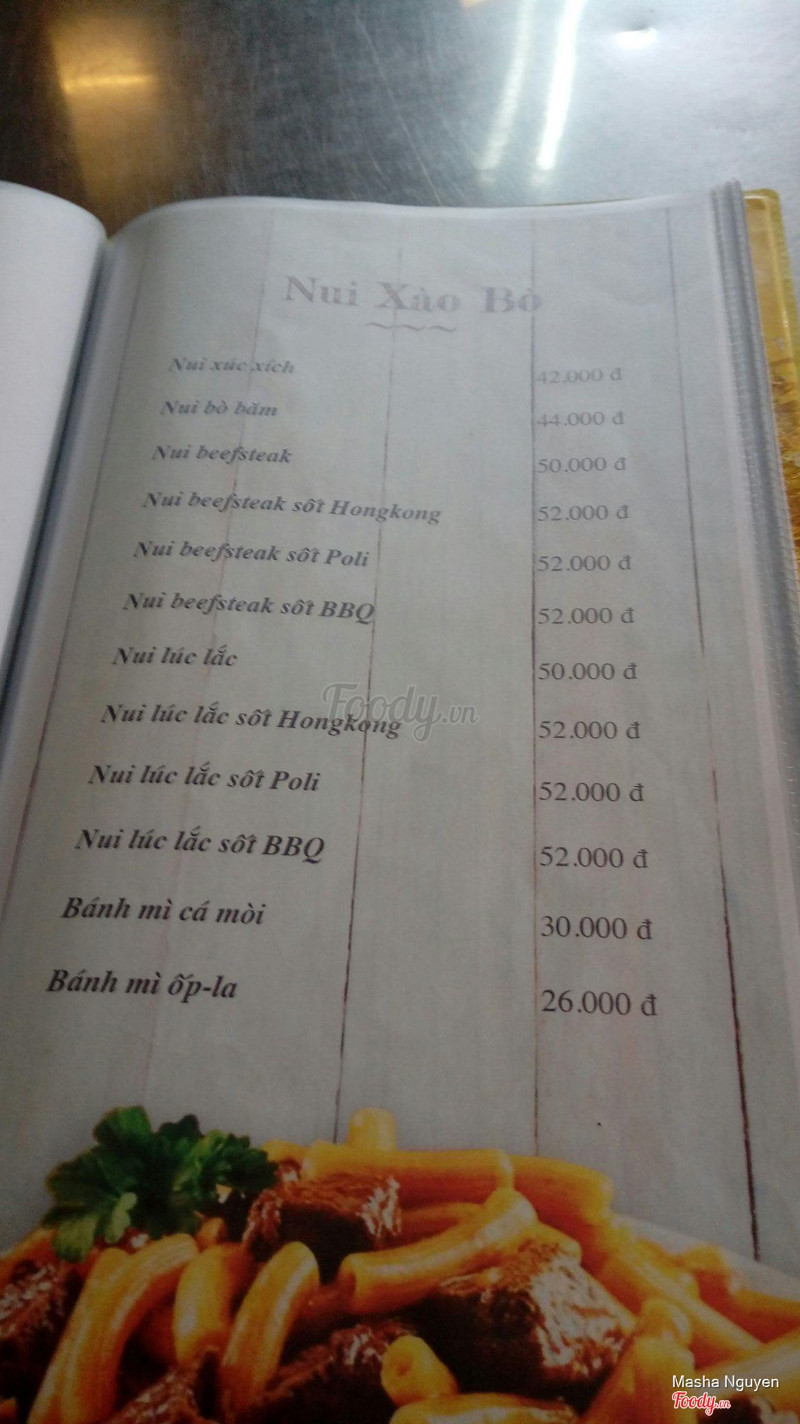 Nui Xào Bò
Nui xúc xích 42.000 đ
Nui bò bằm 44.000 đ
Nui beefsteak 50.000 đ
Nui beefsteak sốt Hongkong 52.000 đ
Nui beefsteak sốt Poli 52.000 đ
Nui beefsteak sốt BBQ 52.000 đ
Nui lúc lắc 50.000 đ
Nui lúc lắc sốt Hongkong 52.000 đ
Nui lúc lắc sốt Poli 52.000 đ
Nui lúc lắc sốt BBQ 52.000 đ
Bánh mì cá mòi 30.000 đ
Bánh mì ốp-la 26.000 đ
Foody.vn
Masha Nguyen
Foody.vn